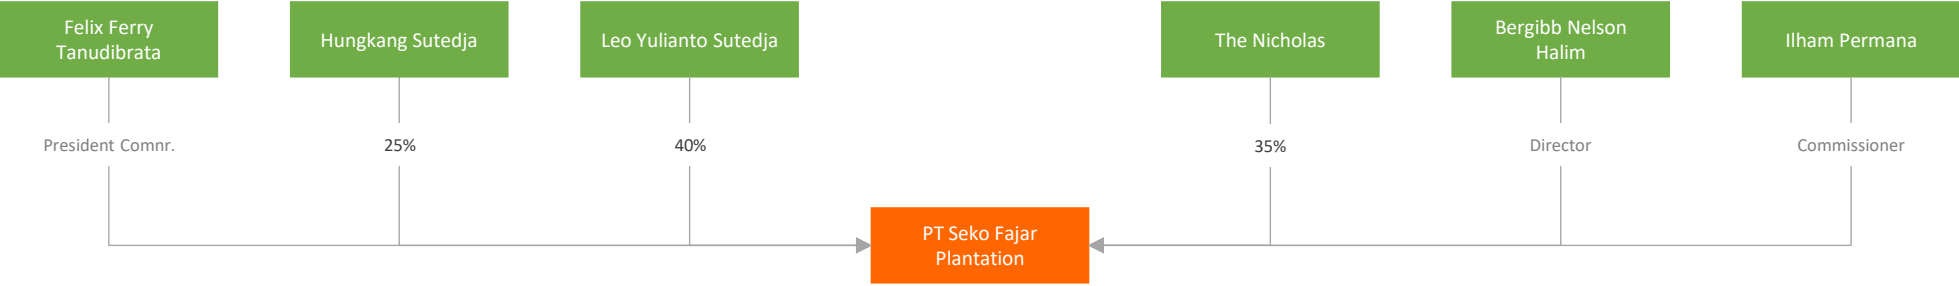 Felix Ferry
Tanudibrata
Hungkang Sutedja
Leo Yulianto Sutedja
The Nicholas
Bergibb Nelson
Halim
Ilham Permana
President Comnr.
25%
40%
35%
Director
Commissioner
PT Seko Fajar
Plantation